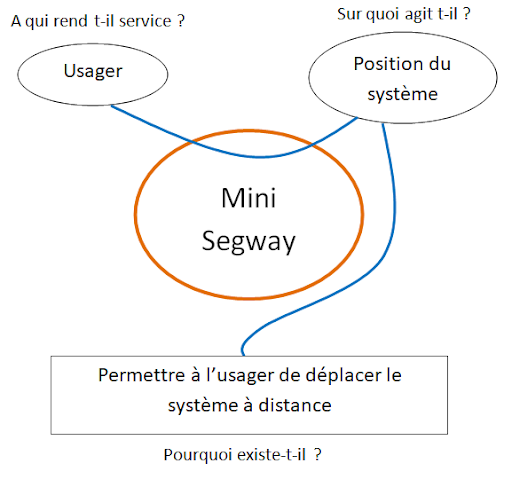 A qui rend t-il service ?
Sur quoi agit t-il ?
Usager
Position du
système
Mini
Segway
Permettre à l’usager de déplacer le
système à distance
Pourquoi existe-t-il ?